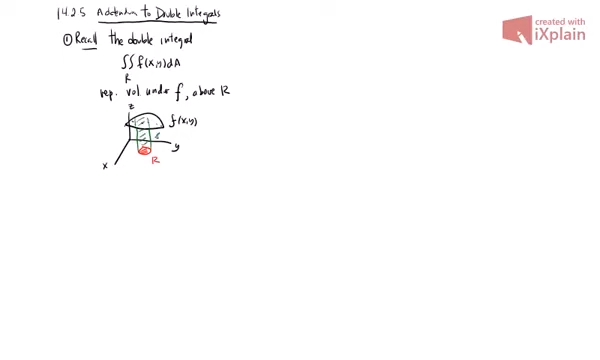 14.2.5 Addendum to Double Integrals
① Recall the double integral
∬ f(x,y)dA
R
rep. vol under f, above R
z
f(x,y)
y
x
R
created with
iXplain